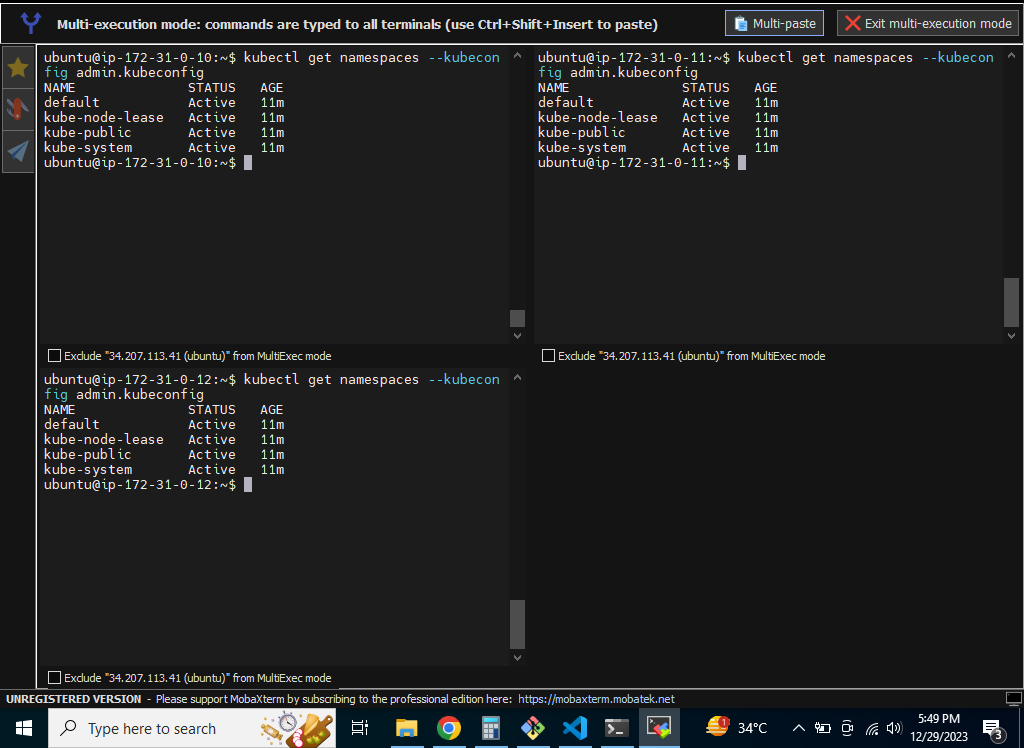 Multi-execution mode: commands are typed to all terminals (use Ctrl+Shift+Insert to paste)
Multi-paste
Exit multi-execution mode
ubuntu@ip-172-31-0-10:~$ kubectl get namespaces --kubecon
fig admin.kubeconfig
NAME STATUS AGE
default Active 11m
kube-node-lease Active 11m
kube-public Active 11m
kube-system Active 11m
ubuntu@ip-172-31-0-10:~$
Exclude "34.207.113.41 (ubuntu)" from MultiExec mode
ubuntu@ip-172-31-0-11:~$ kubectl get namespaces --kubecon
fig admin.kubeconfig
NAME STATUS AGE
default Active 11m
kube-node-lease Active 11m
kube-public Active 11m
kube-system Active 11m
ubuntu@ip-172-31-0-11:~$
Exclude "34.207.113.41 (ubuntu)" from MultiExec mode
ubuntu@ip-172-31-0-12:~$ kubectl get namespaces --kubecon
fig admin.kubeconfig
NAME STATUS AGE
default Active 11m
kube-node-lease Active 11m
kube-public Active 11m
kube-system Active 11m
ubuntu@ip-172-31-0-12:~$
Exclude "34.207.113.41 (ubuntu)" from MultiExec mode
UNREGISTERED VERSION - Please support MobaXterm by subscribing to the professional edition here: https://mobaxterm.mobatek.net
Type here to search
1
34°C
5:49 PM
12/29/2023
3